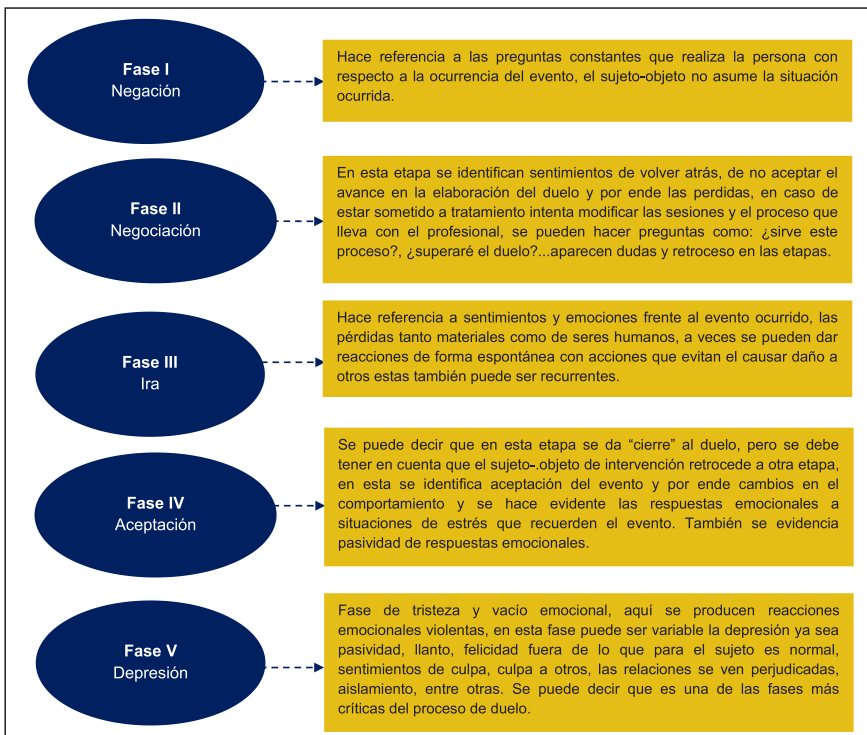 Fase I
Negación
Hace referencia a las preguntas constantes que realiza la persona con
respecto a la ocurrencia del evento, el sujeto-objeto no asume la situación
ocurrida.
Fase II
Negociación
En esta etapa se identifican sentimientos de volver atrás, de no aceptar el
avance en la elaboración del duelo y por ende las perdidas, en caso de
estar sometido a tratamiento intenta modificar las sesiones y el proceso que
lleva con el profesional, se pueden hacer preguntas como: ¿sirve este
proceso?, ¿superaré el duelo?...aparecen dudas y retroceso en las etapas.
Fase III
Ira
Hace referencia a sentimientos y emociones frente al evento ocurrido, las
pérdidas tanto materiales como de seres humanos, a veces se pueden dar
reacciones de forma espontánea con acciones que evitan el causar daño a
otros estas también puede ser recurrentes.
Fase IV
Aceptación
Se puede decir que en esta etapa se da “cierre” al duelo, pero se debe
tener en cuenta que el sujeto-.objeto de intervención retrocede a otra etapa,
en esta se identifica aceptación del evento y por ende cambios en el
comportamiento y se hace evidente las respuestas emocionales a
situaciones de estrés que recuerden el evento. También se evidencia
pasividad de respuestas emocionales.
Fase V
Depresión
Fase de tristeza y vacío emocional, aquí se producen reacciones
emocionales violentas, en esta fase puede ser variable la depresión ya sea
pasividad, llanto, felicidad fuera de lo que para el sujeto es normal,
sentimientos de culpa, culpa a otros, las relaciones se ven perjudicadas,
aislamiento, entre otras. Se puede decir que es una de las fases más
críticas del proceso de duelo.